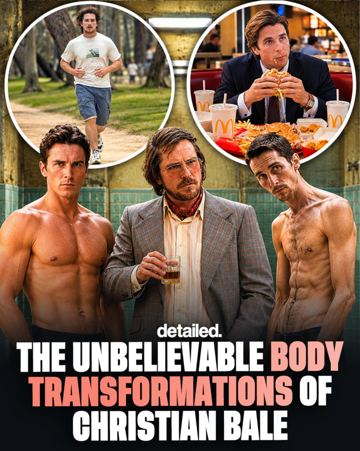 detailed.
THE UNBELIEVABLE BODY
TRANSFORMATIONS OF
CHRISTIAN BALE